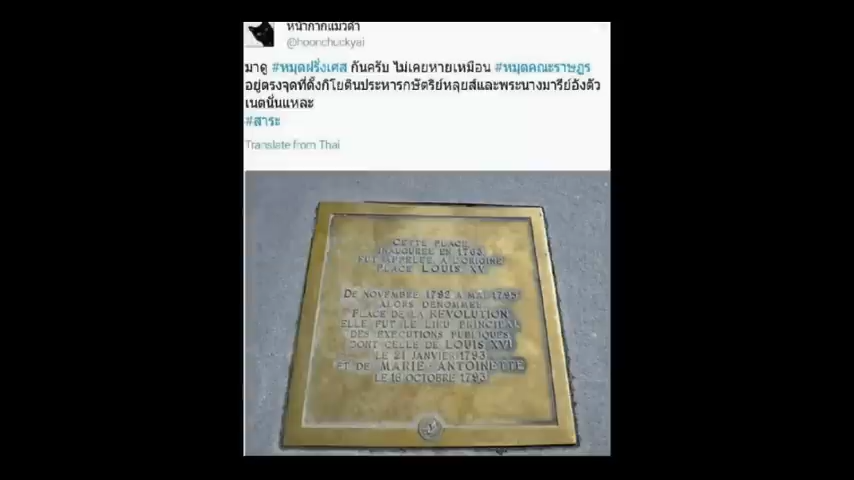 หน้ากากแมวดำ
@hoonchuckyai
มาดู #หมุดฝรั่งเศส กันครับ ไม่เคยหายเหมือน #หมุดคณะราษฎร
อยู่ตรงจุดที่ตั้งกิโยตินประหารกษัตริย์หลุยส์และพระนางมารีย์อังตัว
เนตนั่นแหละ
#สาระ
Translate from Thai
CETTE PLACE
INAUGUREE EN 1763
FUT APPELEE A L'ORIGINE
PLACE LOUIS XV
DE NOVEMBRE 1792 A MAI 1795
ALORS DENOMMEE
PLACE DE LA REVOLUTION
ELLE FUT LE LIEU PRINCIPAL
DES EXECUTIONS PUBLIQUES
DONT CELLE DE LOUIS XVI
LE 21 JANVIER 1793
ET DE MARIE-ANTOINETTE
LE 16 OCTOBRE 1793